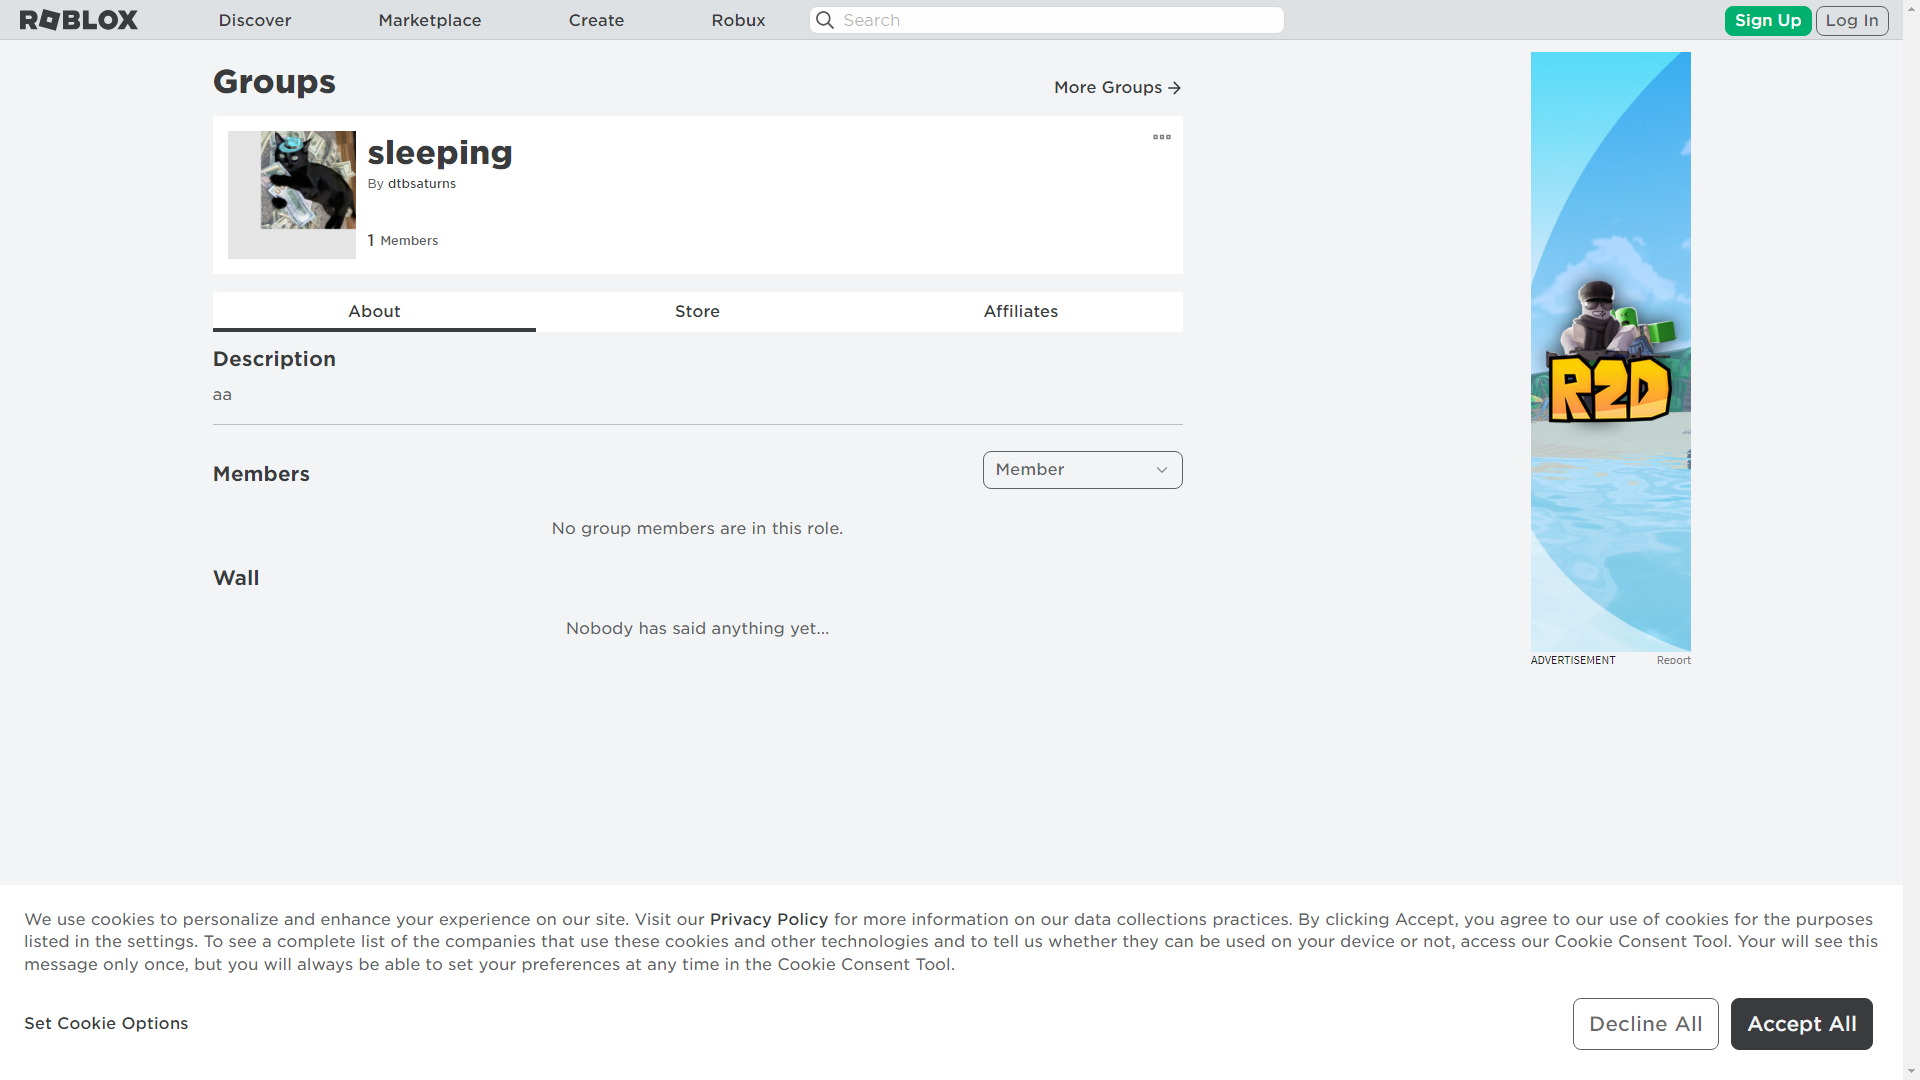 ROBLOX Discover Marketplace Create Robux Search Sign Up Log In
Groups More Groups
sleeping
By dtbsaturns
1 Members
About Store Affiliates
Description
aa
Members Member
No group members are in this role.
Wall
Nobody has said anything yet...
R2D
ADVERTISEMENT Report
We use cookies to personalize and enhance your experience on our site. Visit our Privacy Policy for more information on our data collections practices. By clicking Accept, you agree to our use of cookies for the purposes
listed in the settings. To see a complete list of the companies that use these cookies and other technologies and to tell us whether they can be used on your device or not, access our Cookie Consent Tool. Your will see this
message only once, but you will always be able to set your preferences at any time in the Cookie Consent Tool.
Set Cookie Options Decline All Accept All